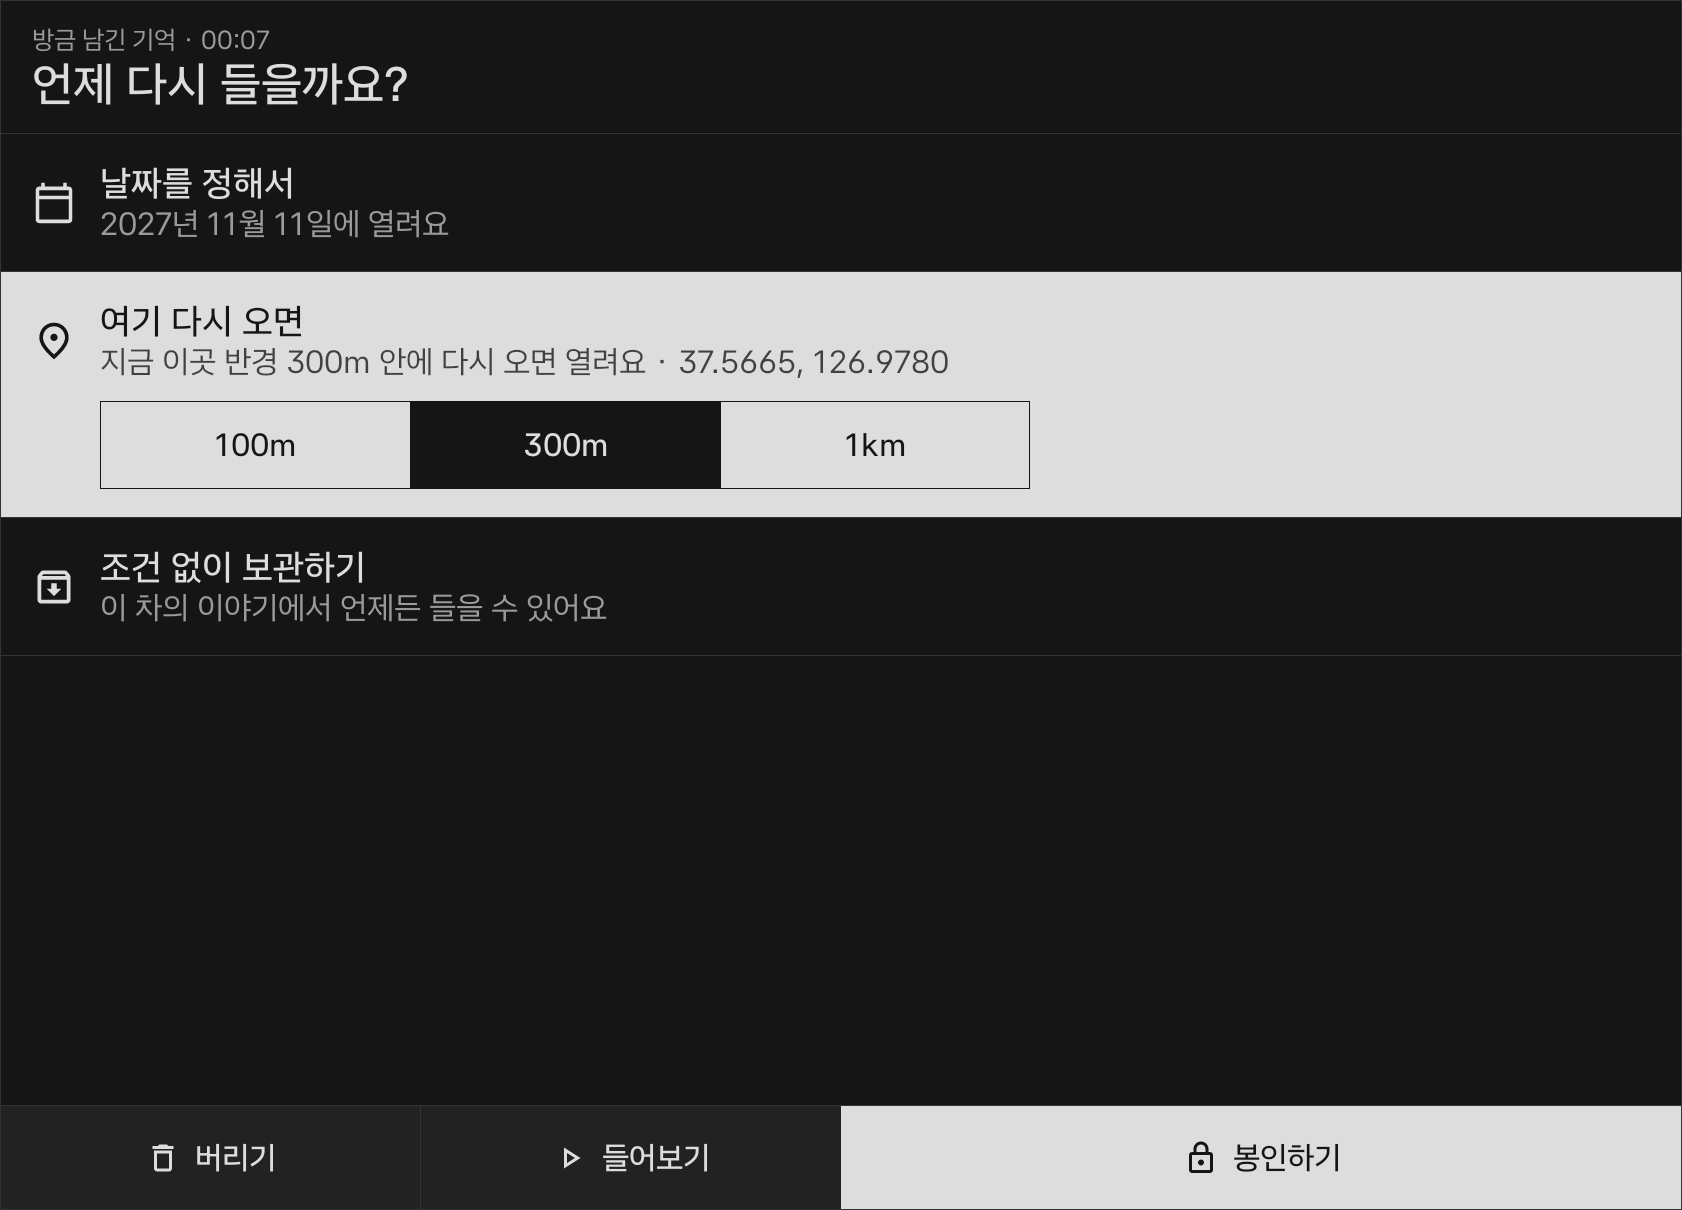 방금 남긴 기억 · 00:07
언제 다시 들을까요?
날짜를 정해서
2027년 11월 11일에 열려요
여기 다시 오면
지금 이곳 반경 300m 안에 다시 오면 열려요 · 37.5665, 126.9780
100m 300m 1km
조건 없이 보관하기
이 차의 이야기에서 언제든 들을 수 있어요
버리기 들어보기 봉인하기